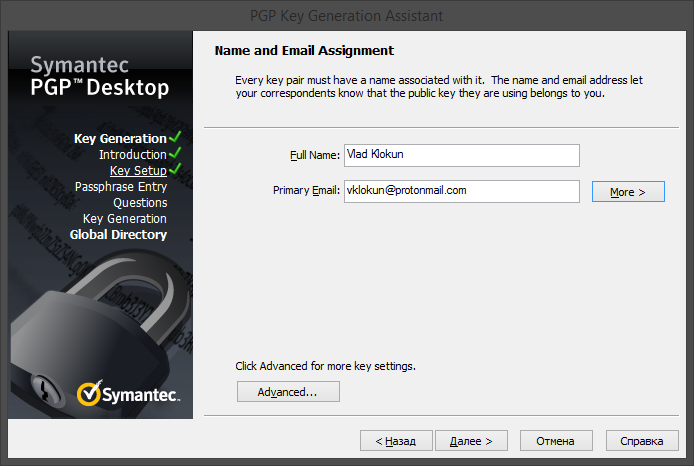 PGP Key Generation Assistant
Symantec
PGP™ Desktop
Key Generation
Introduction
Key Setup
Passphrase Entry
Questions
Key Generation
Global Directory
Symantec™
Name and Email Assignment
Every key pair must have a name associated with it. The name and email address let
your correspondents know that the public key they are using belongs to you.
Full Name: Vlad Klokun
Primary Email: vklokun@protonmail.com More >
Click Advanced for more key settings.
Advanced...
< Назад Далее > Отмена Справка